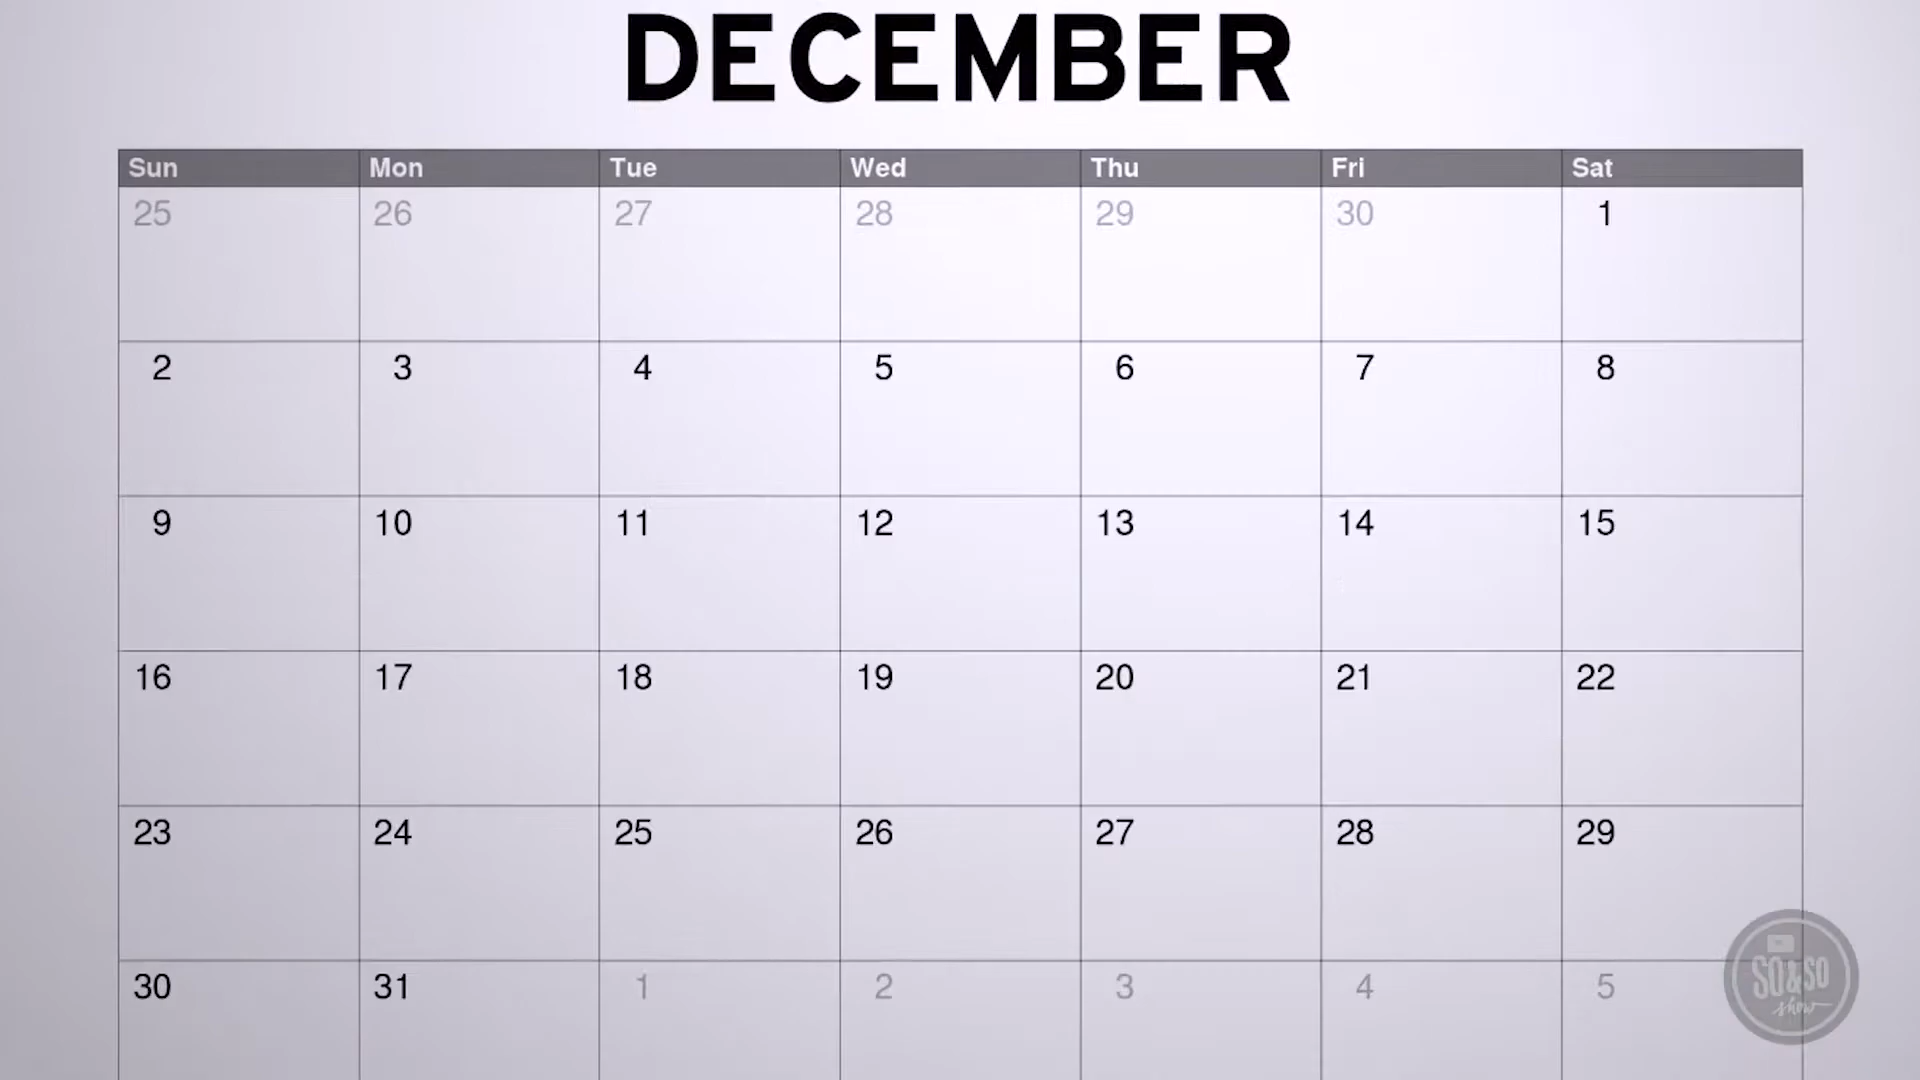 DECEMBER
Sun Mon Tue Wed Thu Fri Sat
25 26 27 28 29 30 1
2 3 4 5 6 7 8
9 10 11 12 13 14 15
16 17 18 19 20 21 22
23 24 25 26 27 28 29
30 31 1 2 3 4 5
SO&SO
show